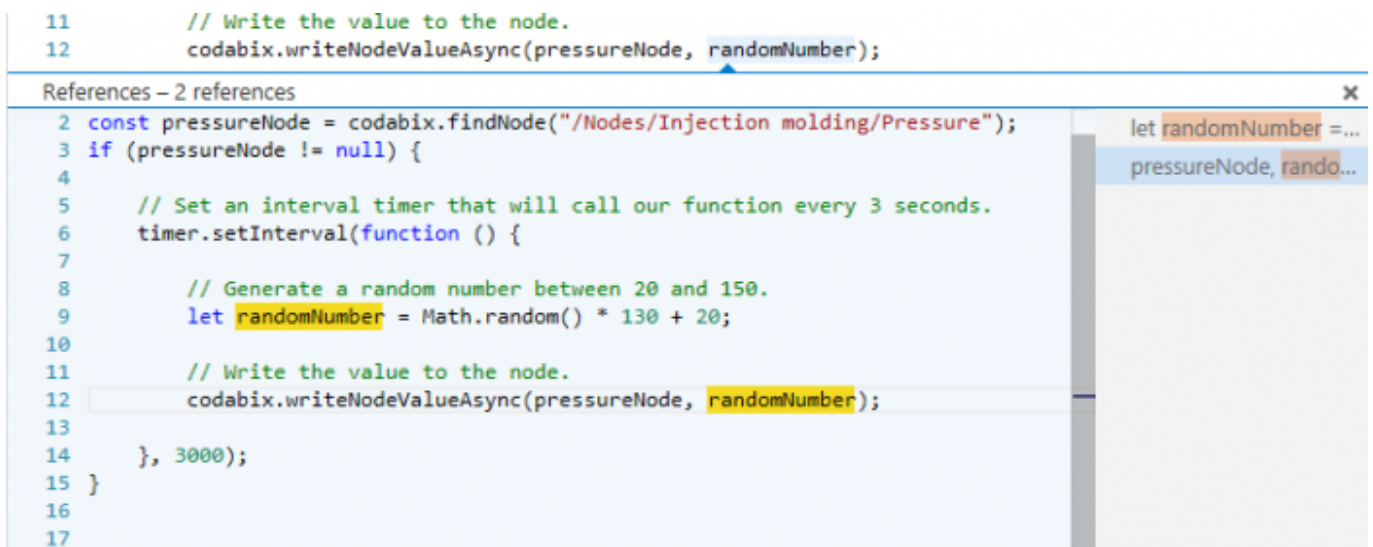 11 // Write the value to the node.
12 codabix.writeNodeValueAsync(pressureNode, randomNumber);
References – 2 references ×
2 const pressureNode = codabix.findNode("/Nodes/Injection molding/Pressure");
3 if (pressureNode != null) {
4
5 // Set an interval timer that will call our function every 3 seconds.
6 timer.setInterval(function () {
7
8 // Generate a random number between 20 and 150.
9 let randomNumber = Math.random() * 130 + 20;
10
11 // Write the value to the node.
12 codabix.writeNodeValueAsync(pressureNode, randomNumber);
13
14 }, 3000);
15 }
16
17
let randomNumber =...
pressureNode, rando...